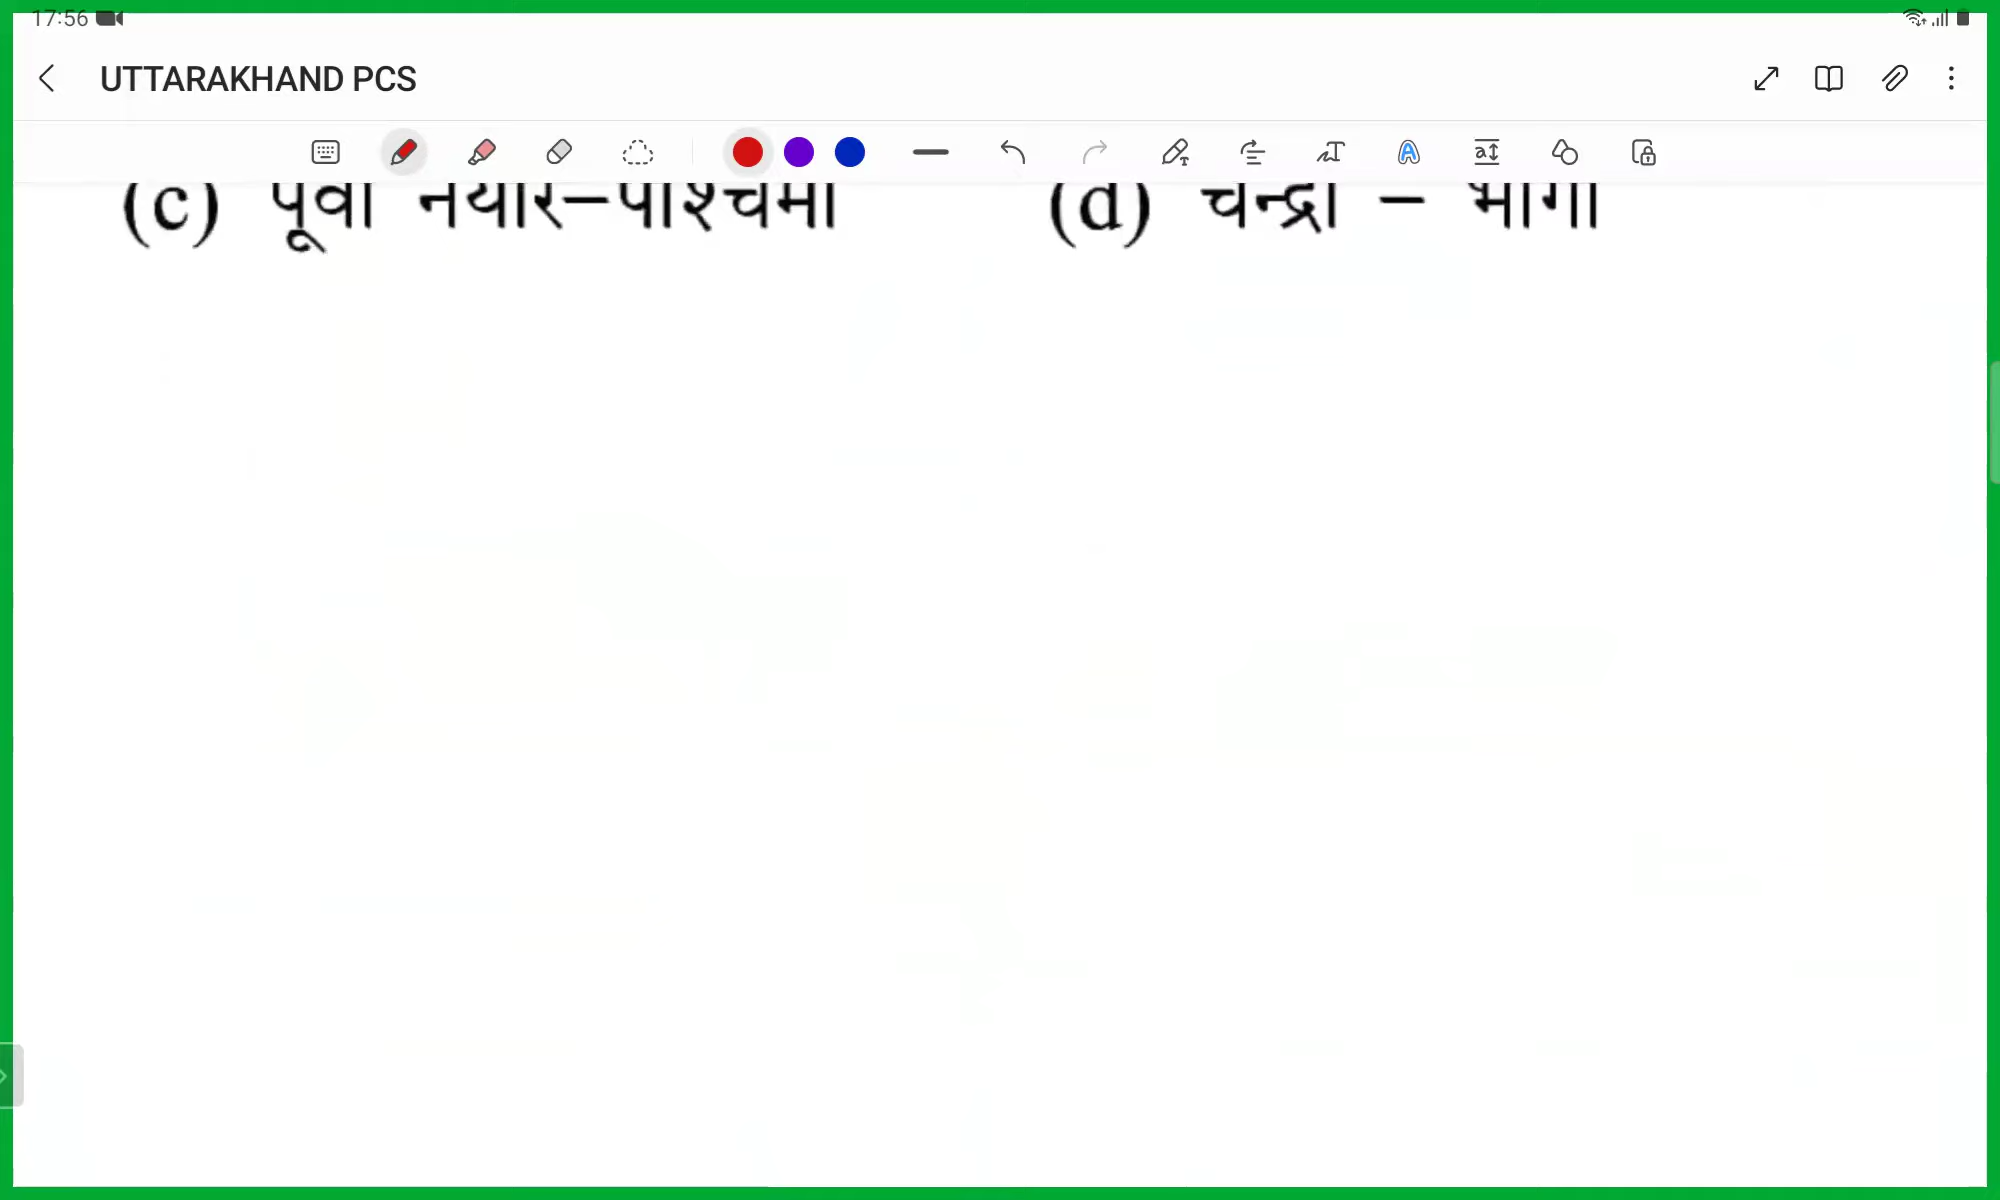 17:56
UTTARAKHAND PCS
(c) पूर्वी नयार–पश्चिमी (d) चन्द्रा – भागा